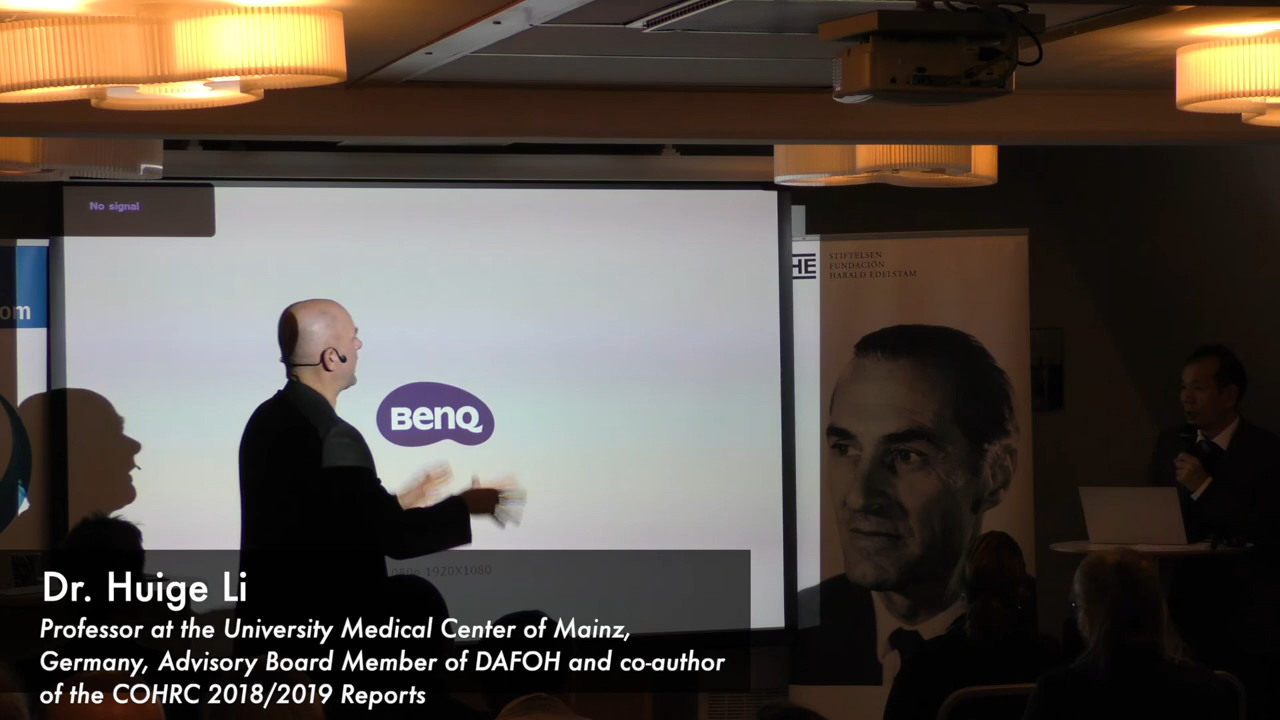 No signal
om
HE
STIFTELSEN
FUNDACIÓN
HARALD EDELSTAM
BenQ
1920X1080
Dr. Huige Li
Professor at the University Medical Center of Mainz,
Germany, Advisory Board Member of DAFOH and co-author
of the COHRC 2018/2019 Reports